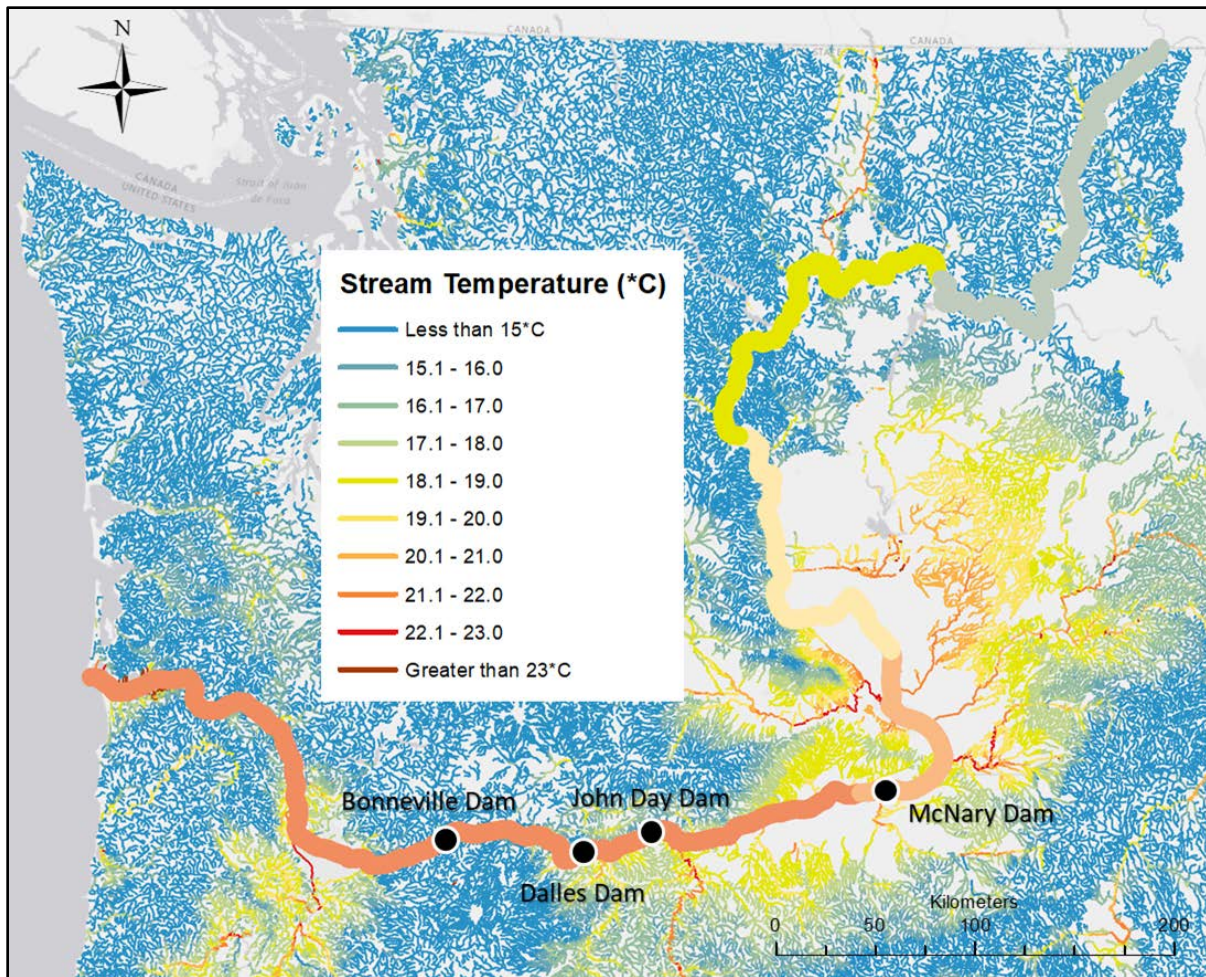 N
CANADA
STATES
CANADA
CANADA
UNITED STATES
Strait of Juan
de Fuca
Stream Temperature (*C)
Less than 15*C
15.1 - 16.0
16.1 - 17.0
17.1 - 18.0
18.1 - 19.0
19.1 - 20.0
20.1 - 21.0
21.1 - 22.0
22.1 - 23.0
Greater than 23*C
Bonneville Dam
John Day Dam
McNary Dam
Dalles Dam
Kilometers
0 50 100 200